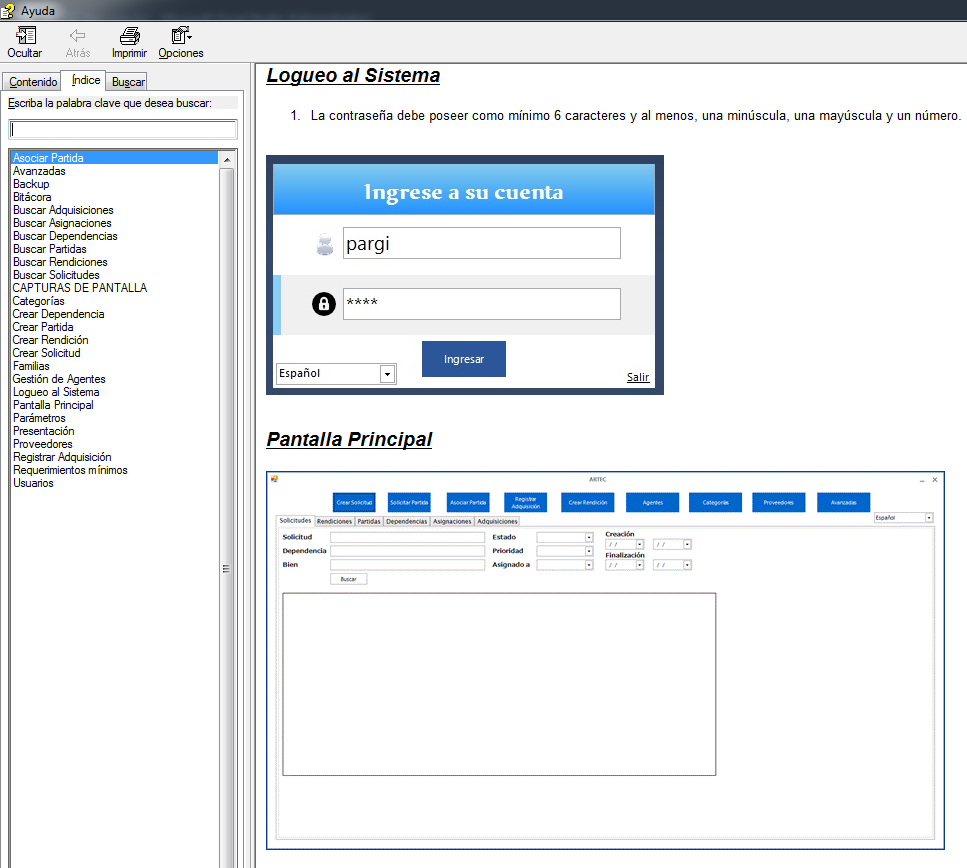 Ayuda
Ocultar Atrás Imprimir Opciones
Contenido Índice Buscar
Escriba la palabra clave que desea buscar:
Asociar Partida
Avanzadas
Backup
Bitácora
Buscar Adquisiciones
Buscar Asignaciones
Buscar Dependencias
Buscar Partidas
Buscar Rendiciones
Buscar Solicitudes
CAPTURAS DE PANTALLA
Categorías
Crear Dependencia
Crear Partida
Crear Rendición
Crear Solicitud
Familias
Gestión de Agentes
Logueo al Sistema
Pantalla Principal
Parámetros
Presentación
Proveedores
Registrar Adquisición
Requerimientos mínimos
Usuarios
Logueo al Sistema
1. La contraseña debe poseer como mínimo 6 caracteres y al menos, una minúscula, una mayúscula y un número.
Ingrese a su cuenta
pargi
****
Ingresar
Español
Salir
Pantalla Principal
ARTEC
Crear Solicitud Solicitar Partida Asociar Partida Registrar Adquisición Crear Rendición Agentes Categorías Proveedores Avanzadas
Español
Solicitudes Rendiciones Partidas Dependencias Asignaciones Adquisiciones
Solicitud Estado Creación
/ / / /
Dependencia Prioridad Finalización
Bien Asignado a / / / /
Buscar